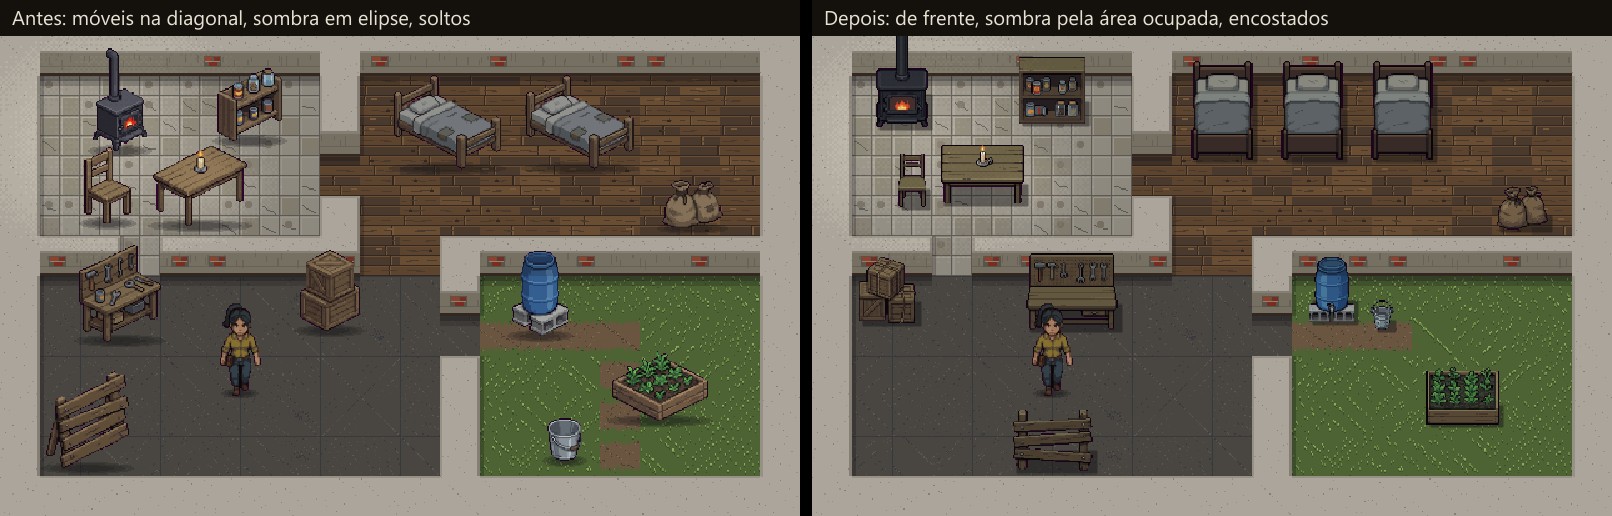 Antes: móveis na diagonal, sombra em elipse, soltos
Depois: de frente, sombra pela área ocupada, encostados